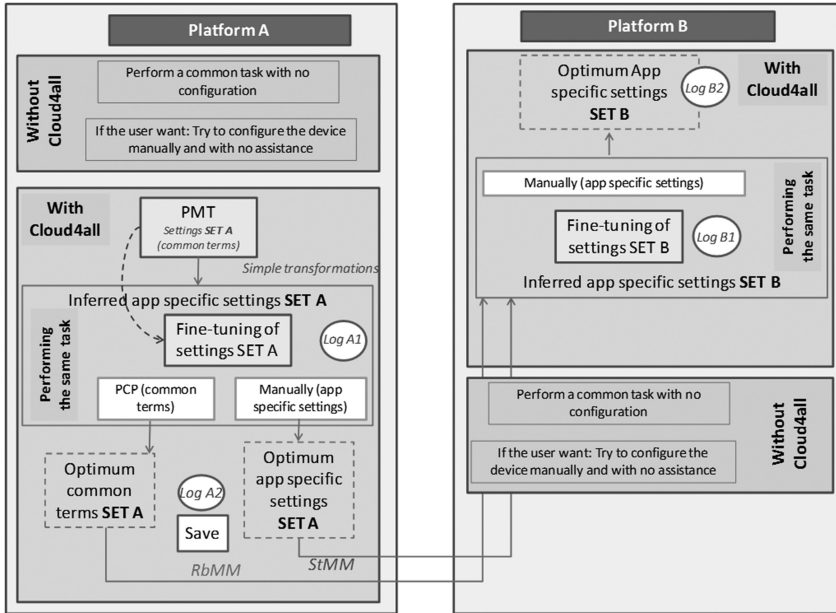 Platform A
Without
Cloud4all
Perform a common task with no
configuration
If the user want: Try to configure the device
manually and with no assistance
With
Cloud4all
PMT
Settings SET A
(common terms)
Simple transformations
Inferred app specific settings SET A
Performing
the same task
Fine-tuning of
settings SET A
Log A1
PCP (common
terms)
Manually (app
specific settings)
Optimum
common
terms SET A
Log A2
Save
Optimum
app specific
settings
SET A
RbMM
StMM
Platform B
Optimum App
specific settings
SET B
Log B2
With
Cloud4all
Manually (app specific settings)
Performing
the same task
Fine-tuning of
settings SET B
Log B1
Inferred app specific settings SET B
Perform a common task with no
configuration
If the user want: Try to configure the
device manually and with no assistance
Without
Cloud4all